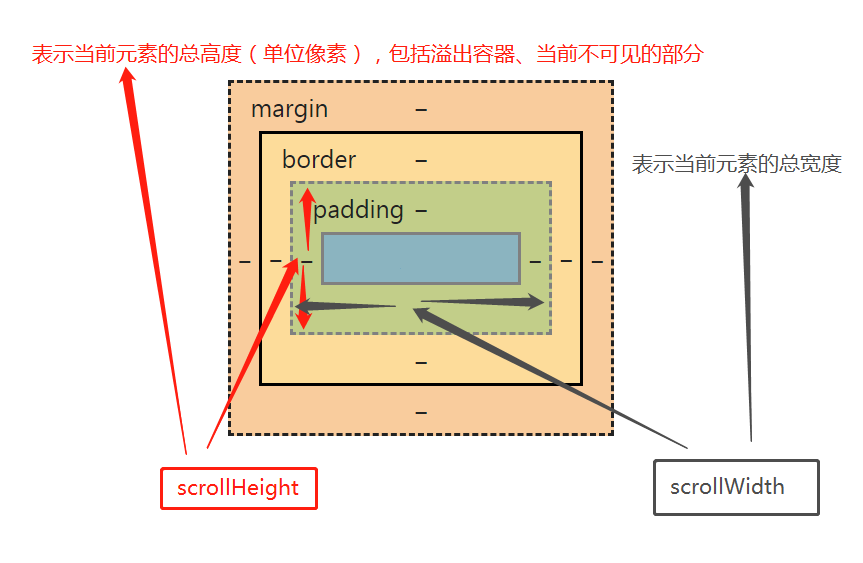 表示当前元素的总高度（单位像素），包括溢出容器、当前不可见的部分
margin –
border –
表示当前元素的总宽度
padding –
– – – – – –
–
–
scrollHeight
scrollWidth